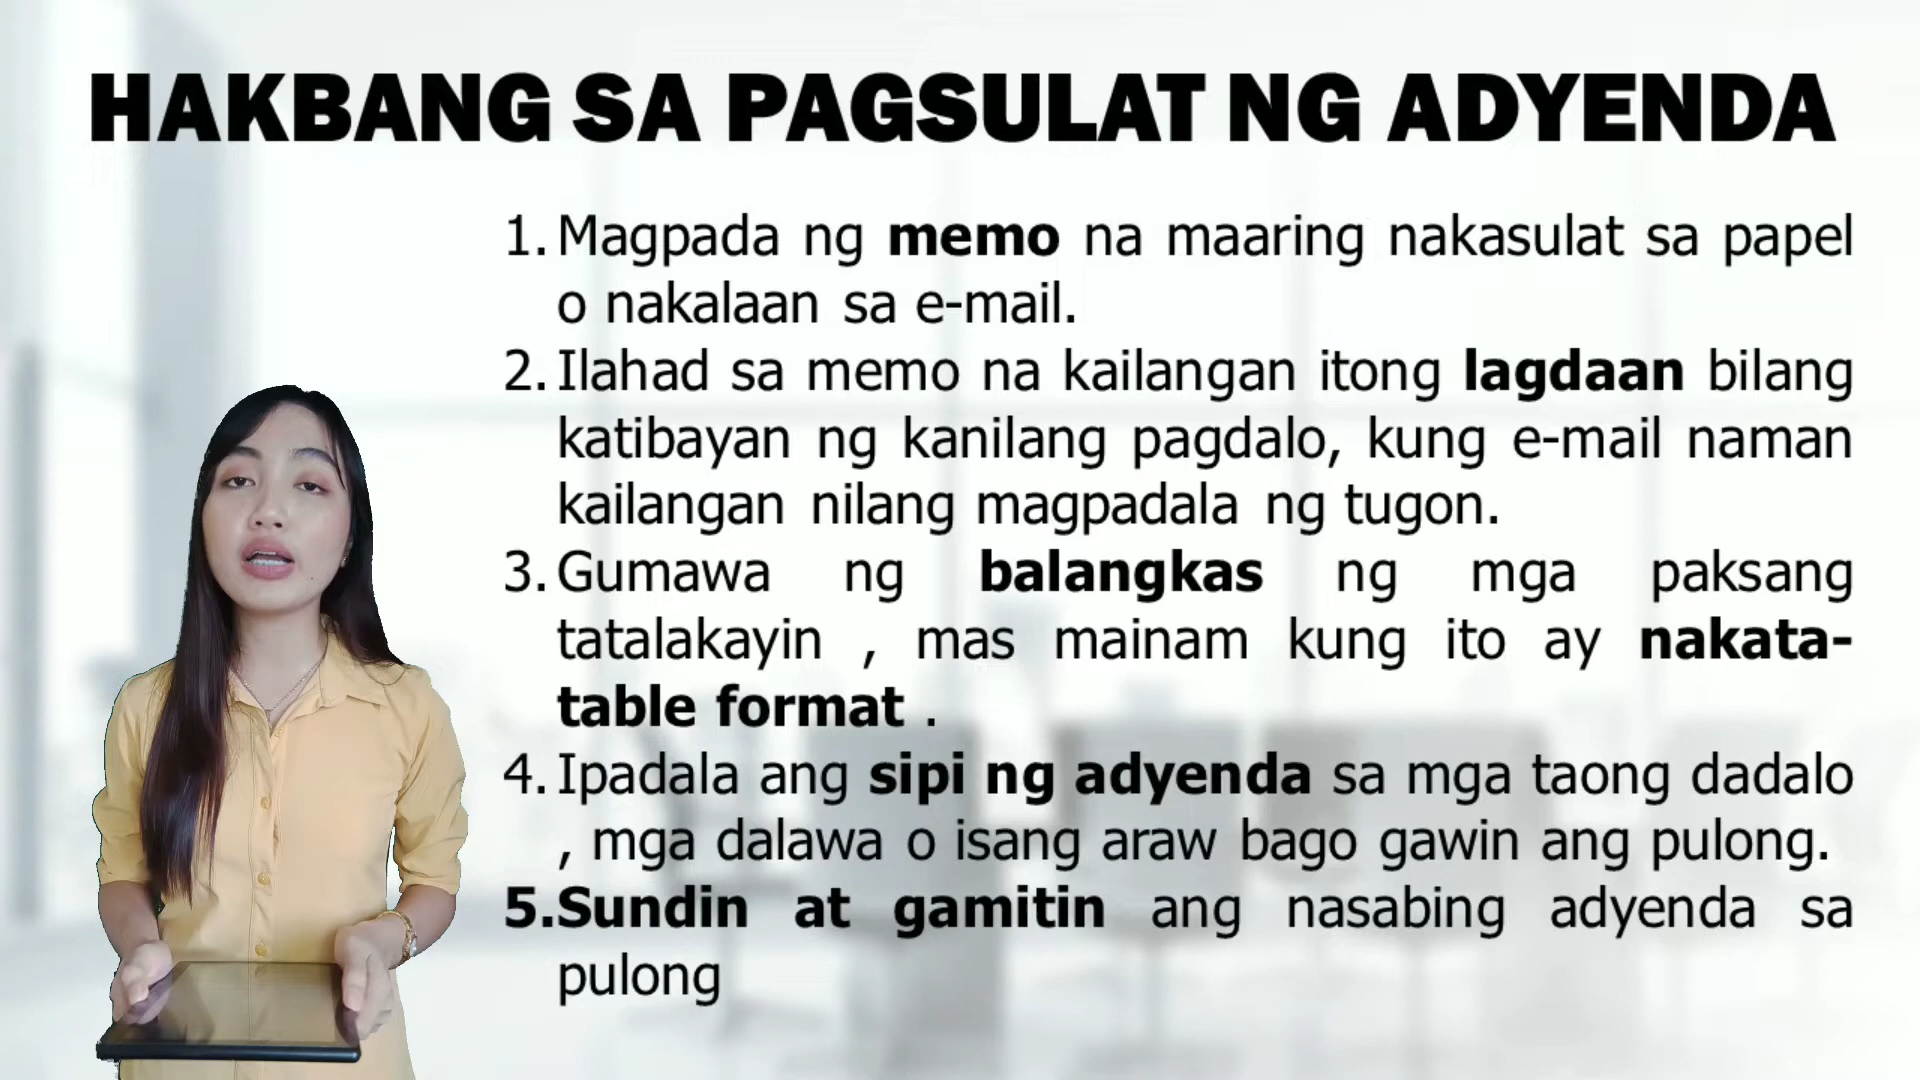 HAKBANG SA PAGSULAT NG ADYENDA
1. Magpada ng memo na maaring nakasulat sa papel
o nakalaan sa e-mail.
2. Ilahad sa memo na kailangan itong lagdaan bilang
katibayan ng kanilang pagdalo, kung e-mail naman
kailangan nilang magpadala ng tugon.
3. Gumawa ng balangkas ng mga paksang
tatalakayin , mas mainam kung ito ay nakata-
table format .
4. Ipadala ang sipi ng adyenda sa mga taong dadalo
, mga dalawa o isang araw bago gawin ang pulong.
5.Sundin at gamitin ang nasabing adyenda sa
pulong